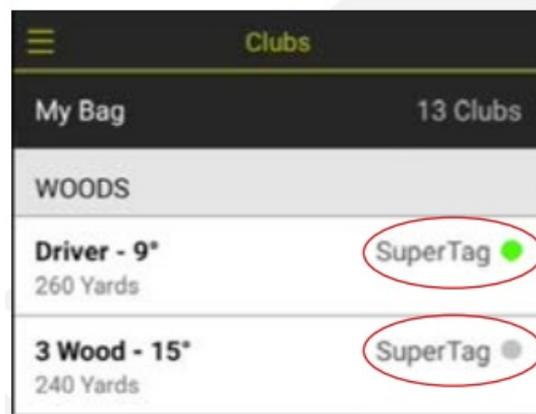 Clubs
My Bag 13 Clubs
WOODS
Driver - 9° SuperTag
260 Yards
3 Wood - 15° SuperTag
240 Yards